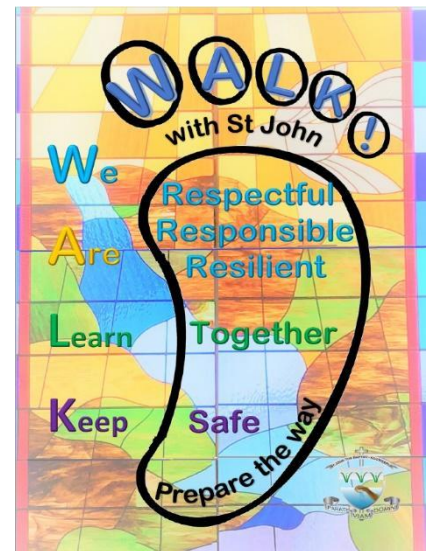 WALK!
with St John
We
Are Respectful
Responsible
Resilient
Learn Together
Keep Safe
Prepare the way